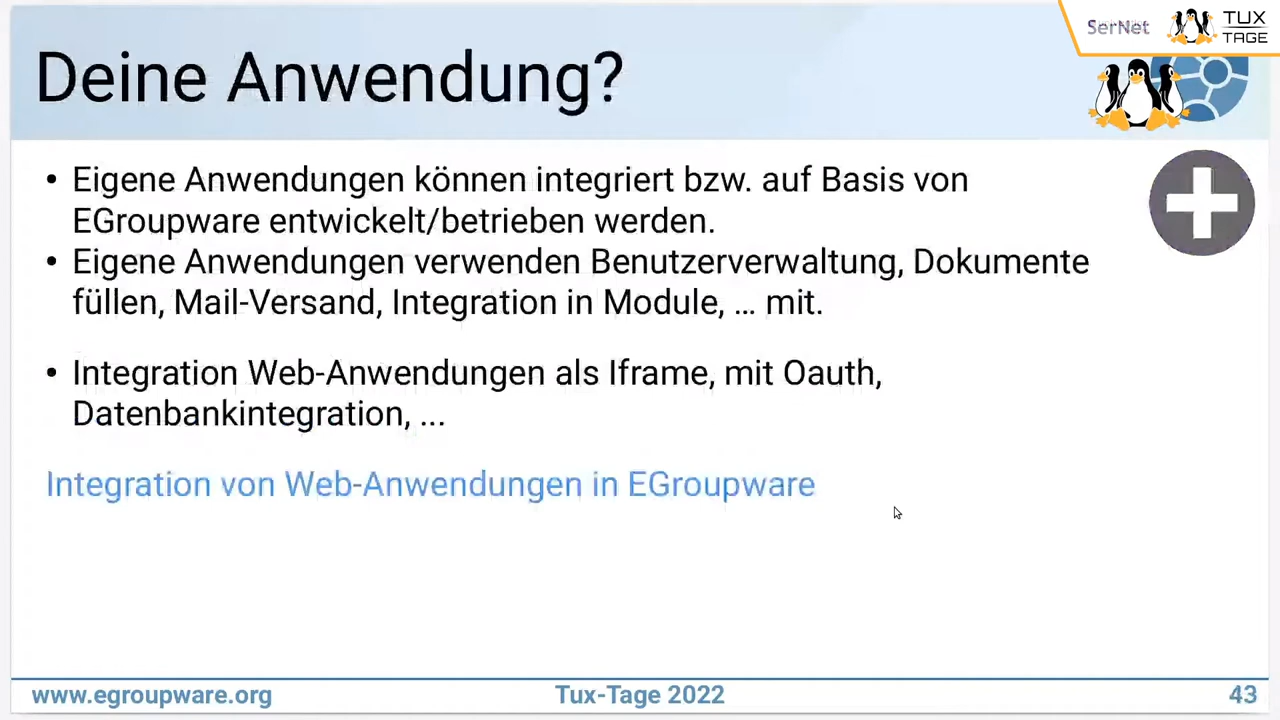 SerNet
TUX
TAGE
Deine Anwendung?
• Eigene Anwendungen können integriert bzw. auf Basis von
EGroupware entwickelt/betrieben werden.
• Eigene Anwendungen verwenden Benutzerverwaltung, Dokumente
füllen, Mail-Versand, Integration in Module, … mit.
• Integration Web-Anwendungen als Iframe, mit Oauth,
Datenbankintegration, ...
Integration von Web-Anwendungen in EGroupware
www.egroupware.org
Tux-Tage 2022
43